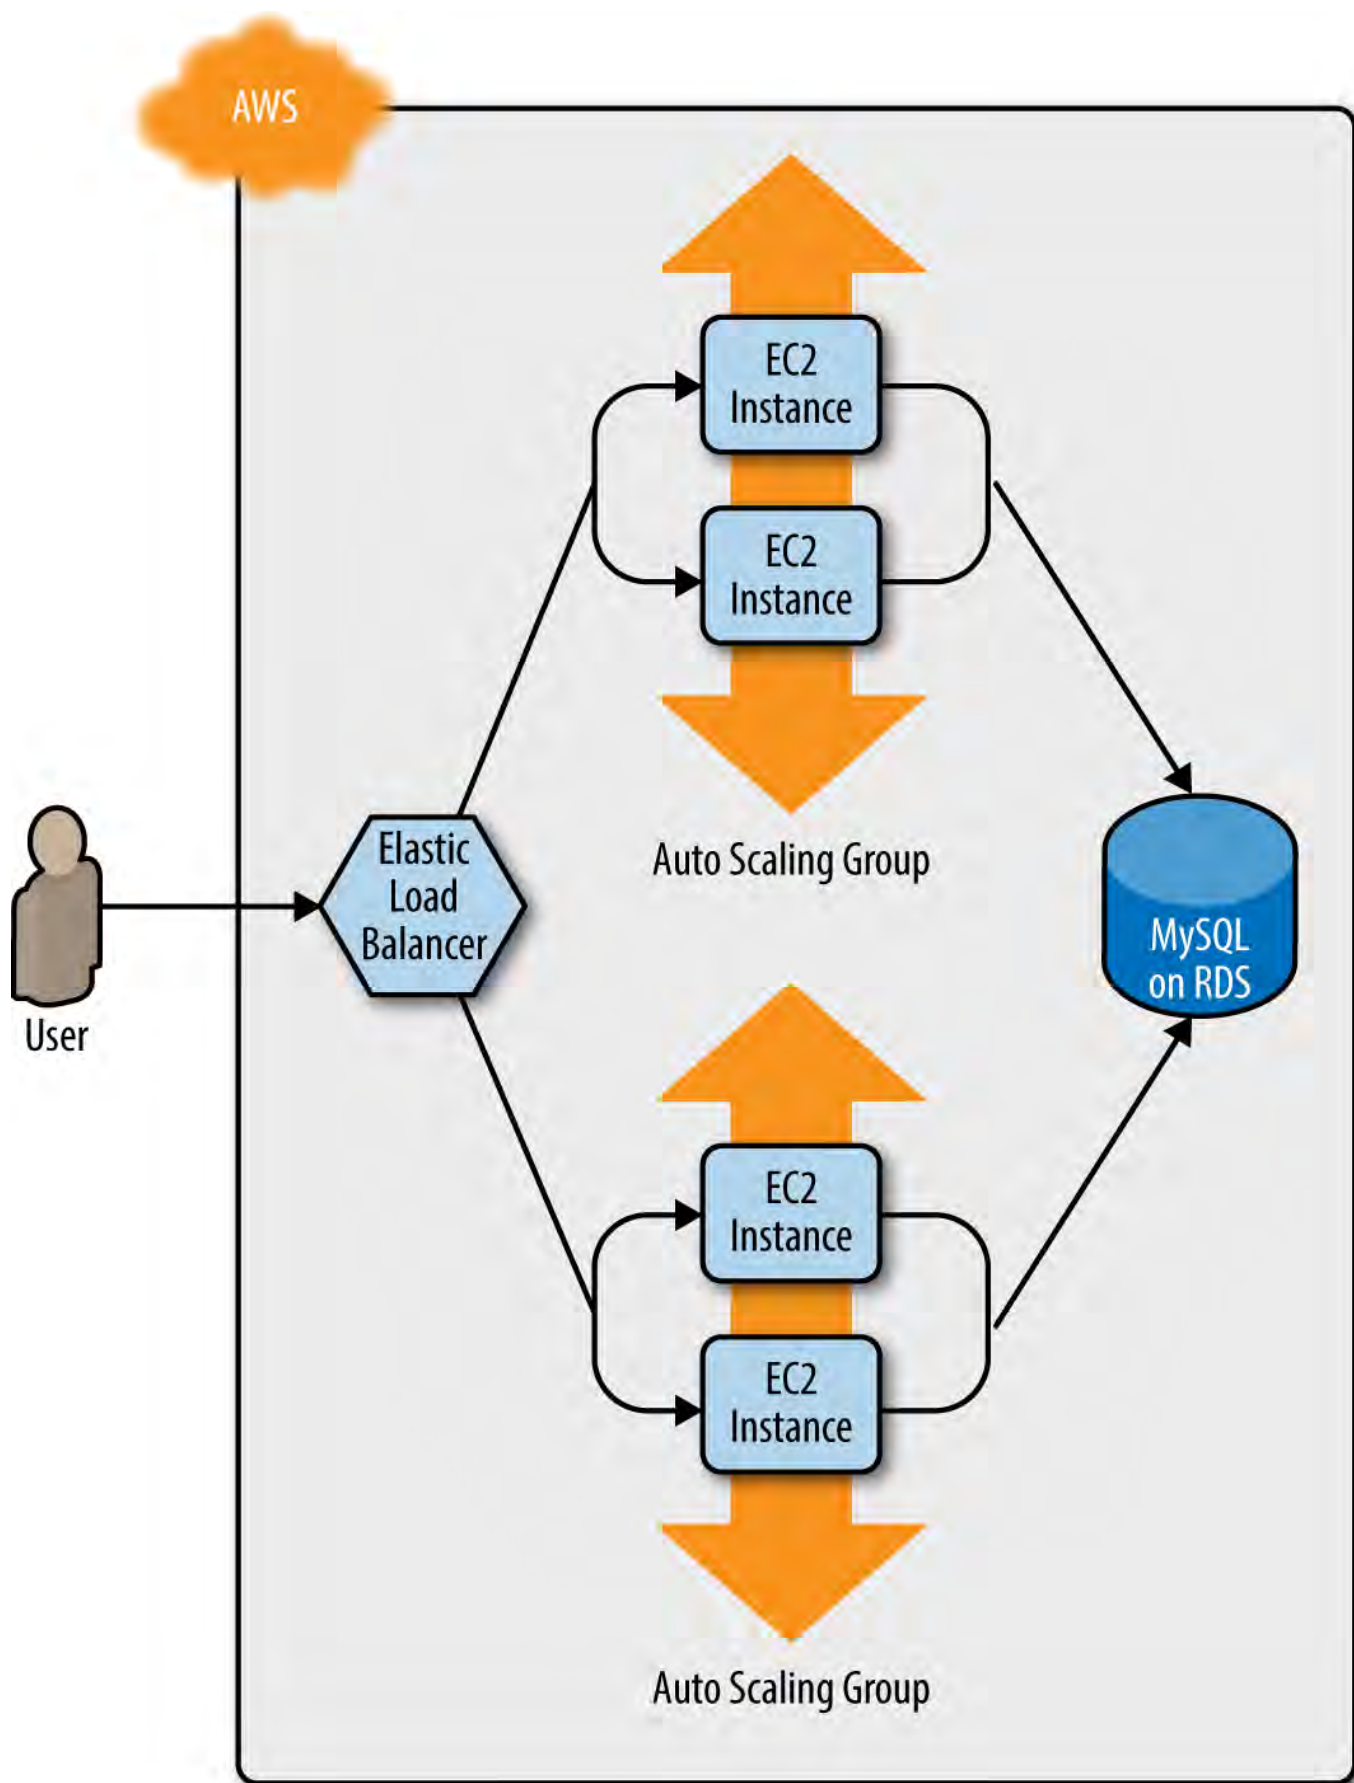 AWS
EC2
Instance
EC2
Instance
Auto Scaling Group
Elastic
Load
Balancer
User
MySQL
on RDS
EC2
Instance
EC2
Instance
Auto Scaling Group